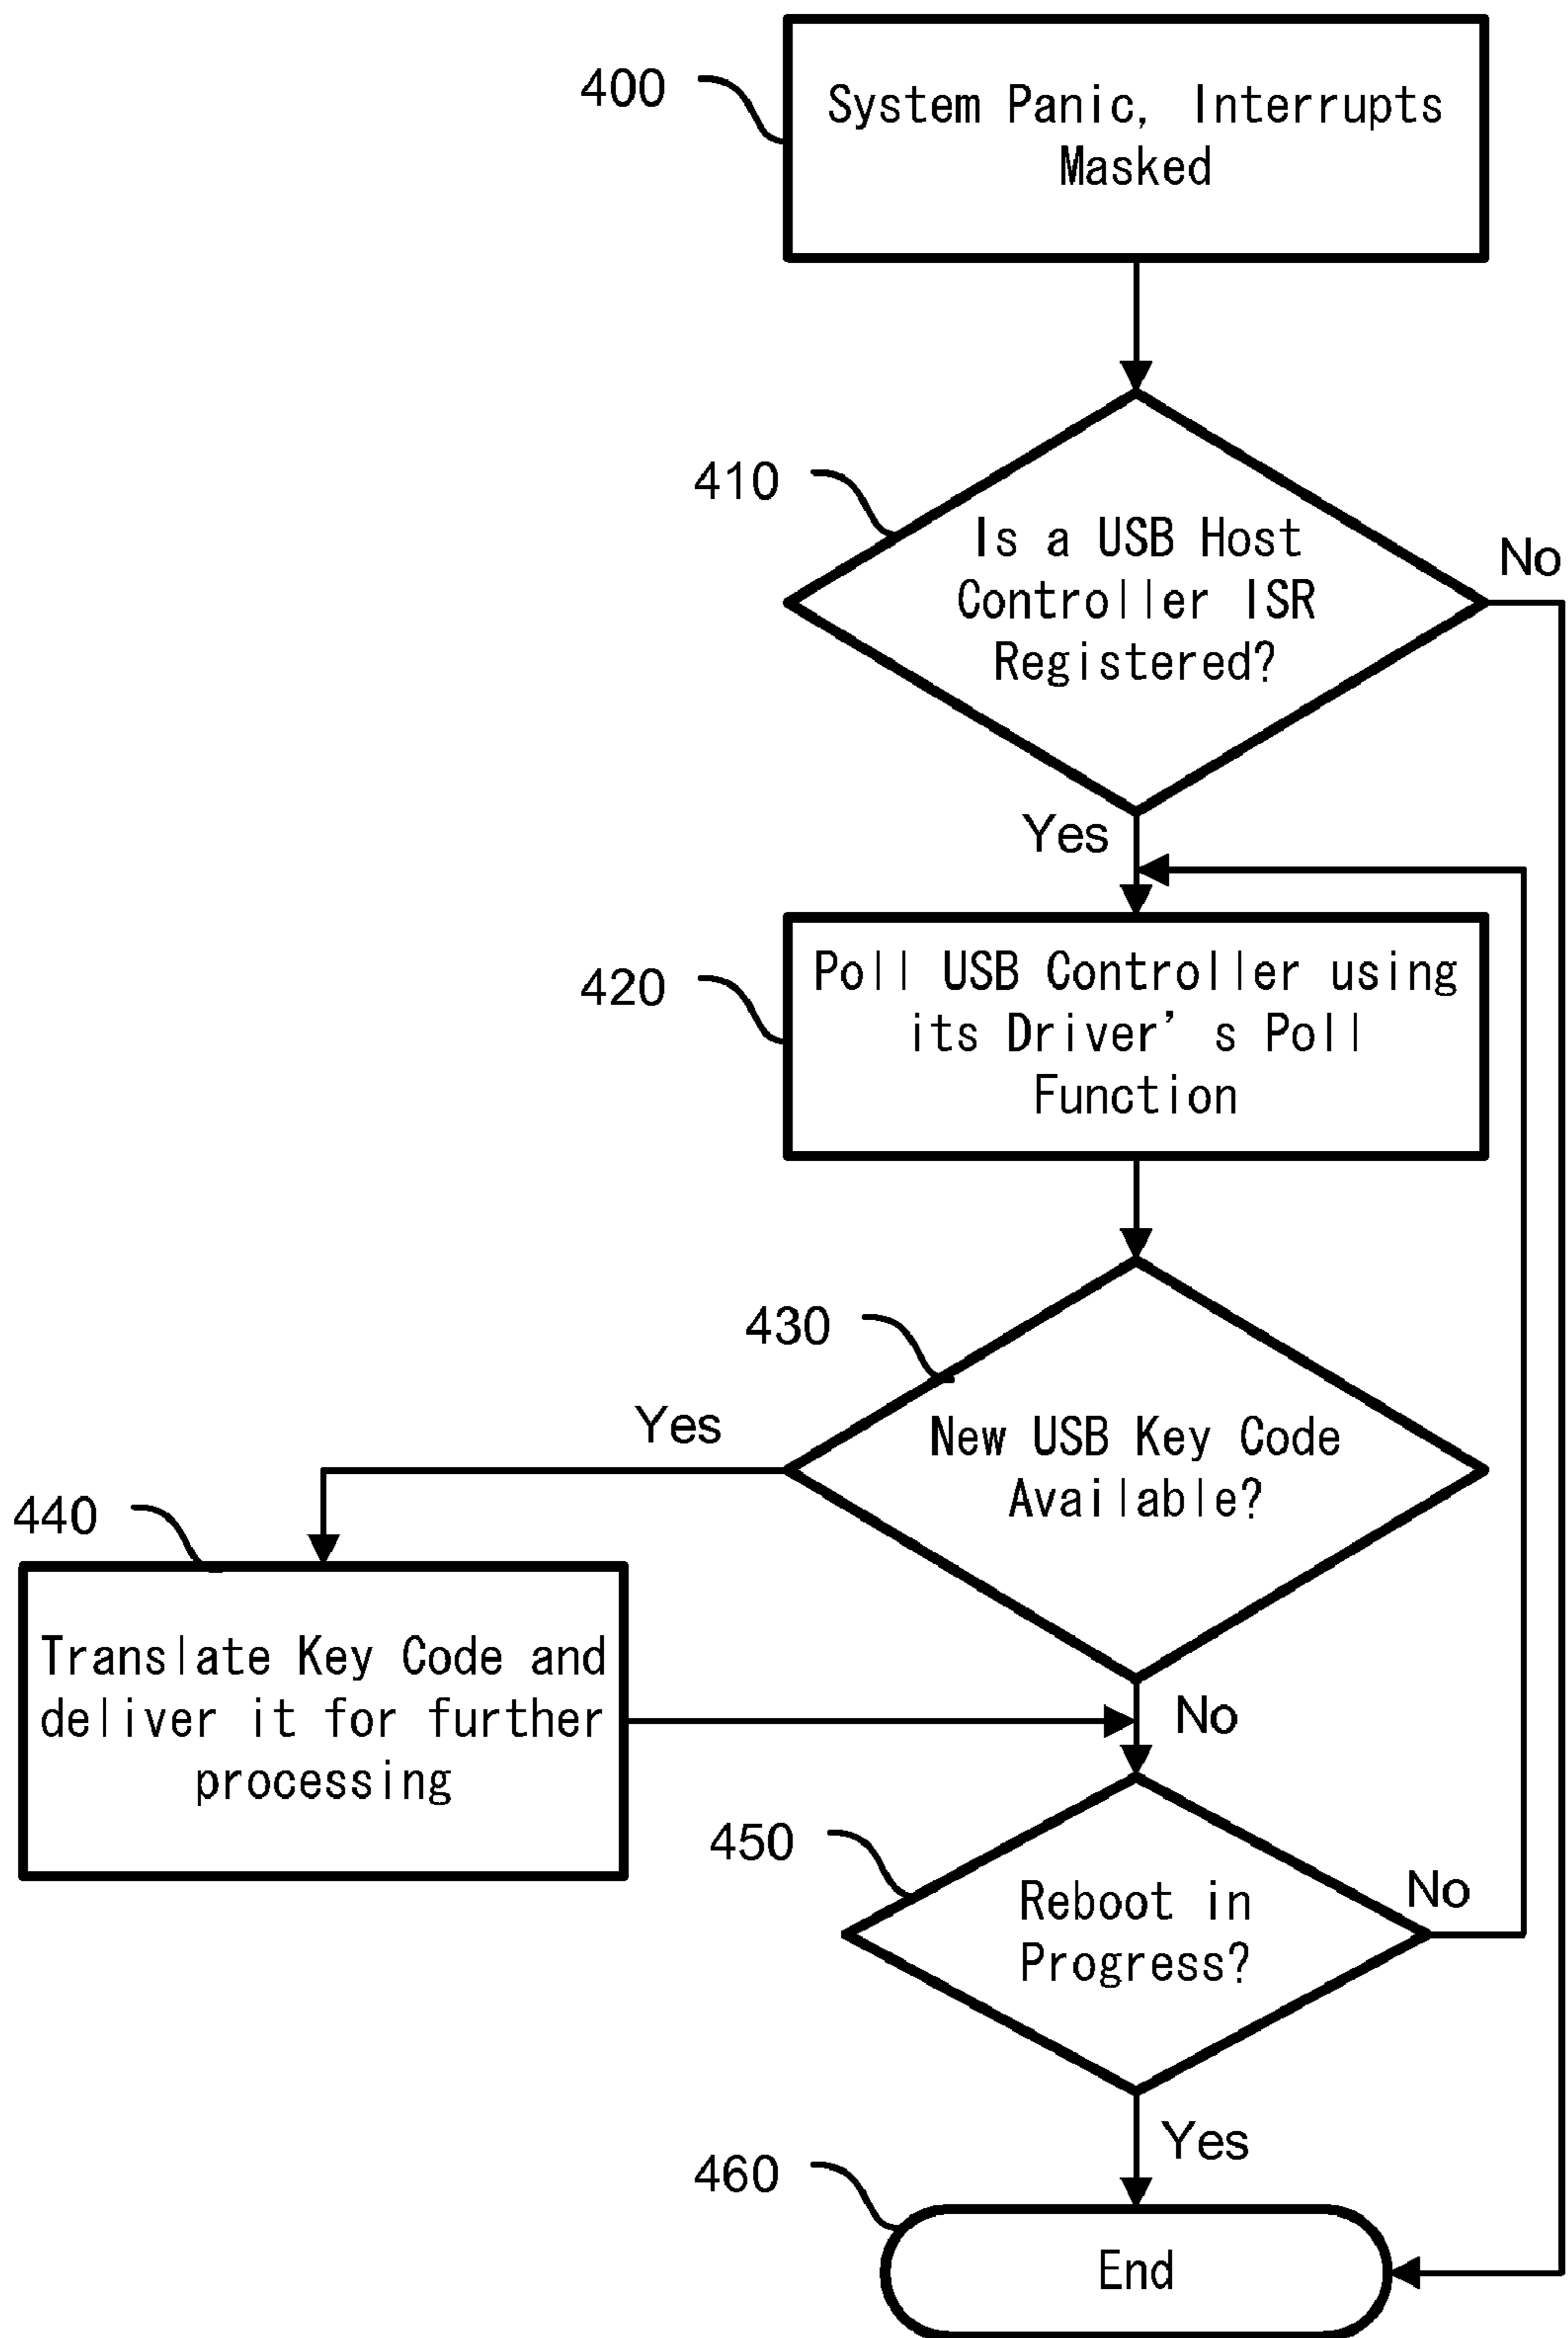 400
System Panic, Interrupts
Masked
410
Is a USB Host
Controller ISR
Registered?
No
Yes
420
Poll USB Controller using
its Driver's Poll
Function
430
New USB Key Code
Available?
Yes
No
440
Translate Key Code and
deliver it for further
processing
450
Reboot in
Progress?
No
Yes
460
End